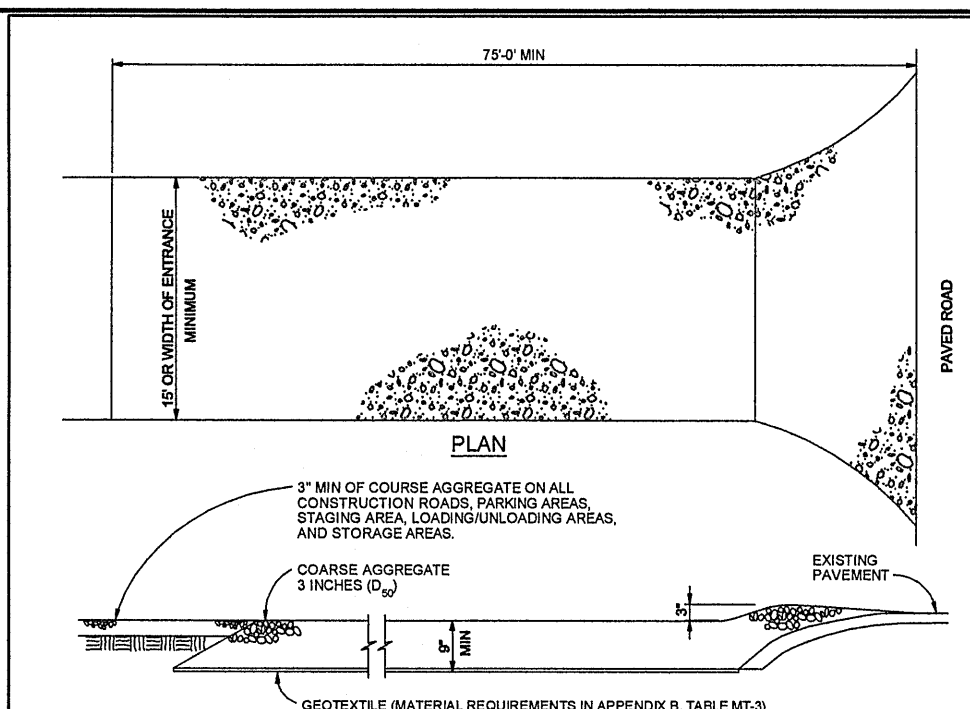 75'-0' MIN
15' OR WIDTH OF ENTRANCE
MINIMUM
PAVED ROAD
PLAN
3" MIN OF COURSE AGGREGATE ON ALL
CONSTRUCTION ROADS, PARKING AREAS,
STAGING AREA, LOADING/UNLOADING AREAS,
AND STORAGE AREAS.
COARSE AGGREGATE
3 INCHES (D50)
EXISTING
PAVEMENT
3"
9"
MIN
GEOTEXTILE (MATERIAL REQUIREMENTS IN APPENDIX B, TABLE MT-3)